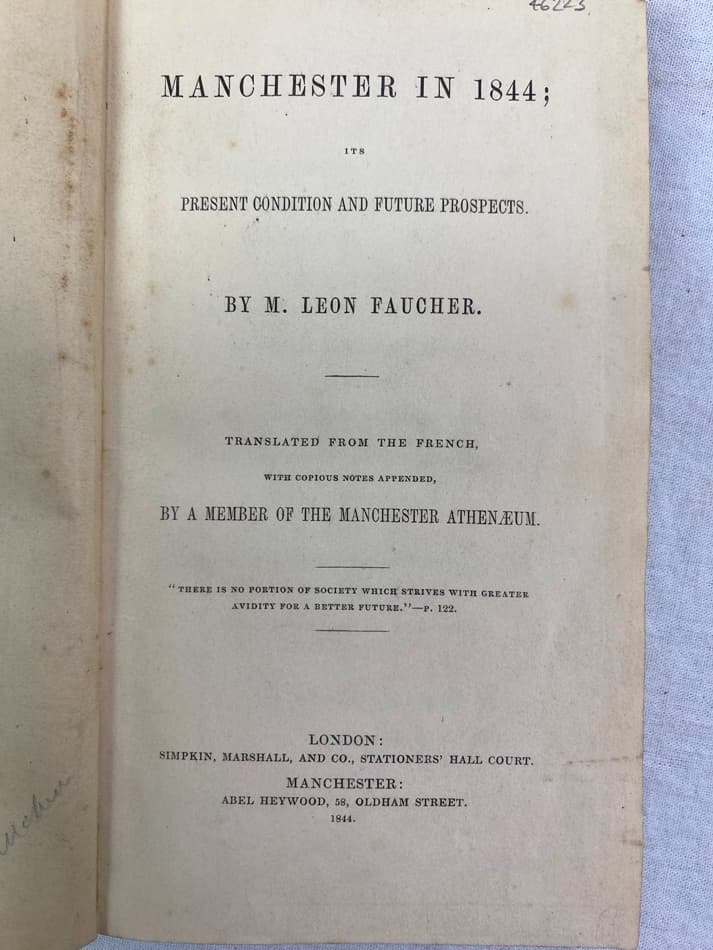 46223
MANCHESTER IN 1844;
ITS
PRESENT CONDITION AND FUTURE PROSPECTS.
BY M. LEON FAUCHER.
TRANSLATED FROM THE FRENCH,
WITH COPIOUS NOTES APPENDED,
BY A MEMBER OF THE MANCHESTER ATHENÆUM.
"THERE IS NO PORTION OF SOCIETY WHICH STRIVES WITH GREATER
AVIDITY FOR A BETTER FUTURE."—P. 122.
LONDON:
SIMPKIN, MARSHALL, AND CO., STATIONERS' HALL COURT.
MANCHESTER:
ABEL HEYWOOD, 58, OLDHAM STREET.
1844.